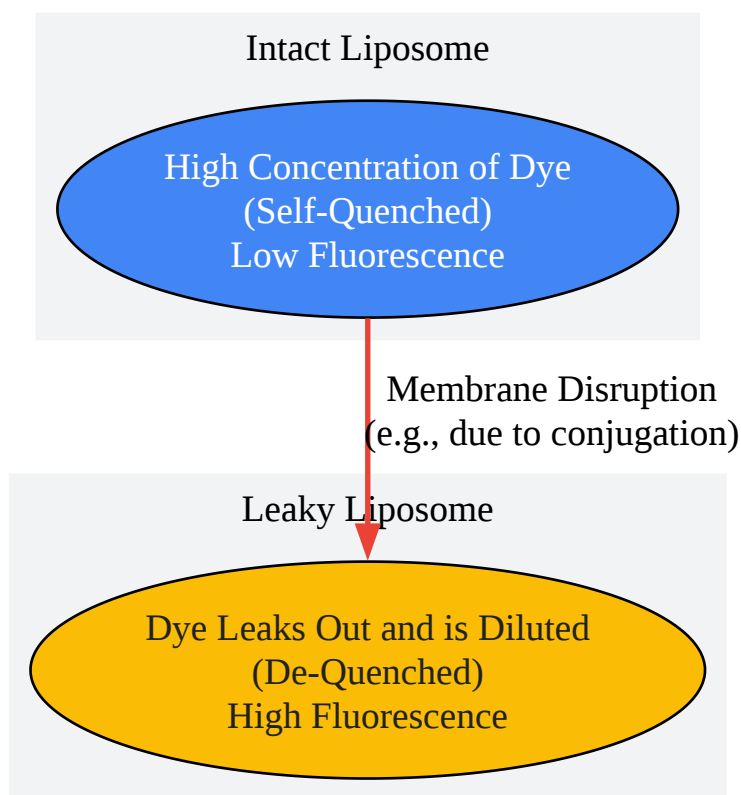 Intact Liposome
High Concentration of Dye
(Self-Quenched)
Low Fluorescence
Membrane Disruption
(e.g., due to conjugation)
Leaky Liposome
Dye Leaks Out and is Diluted
(De-Quenched)
High Fluorescence